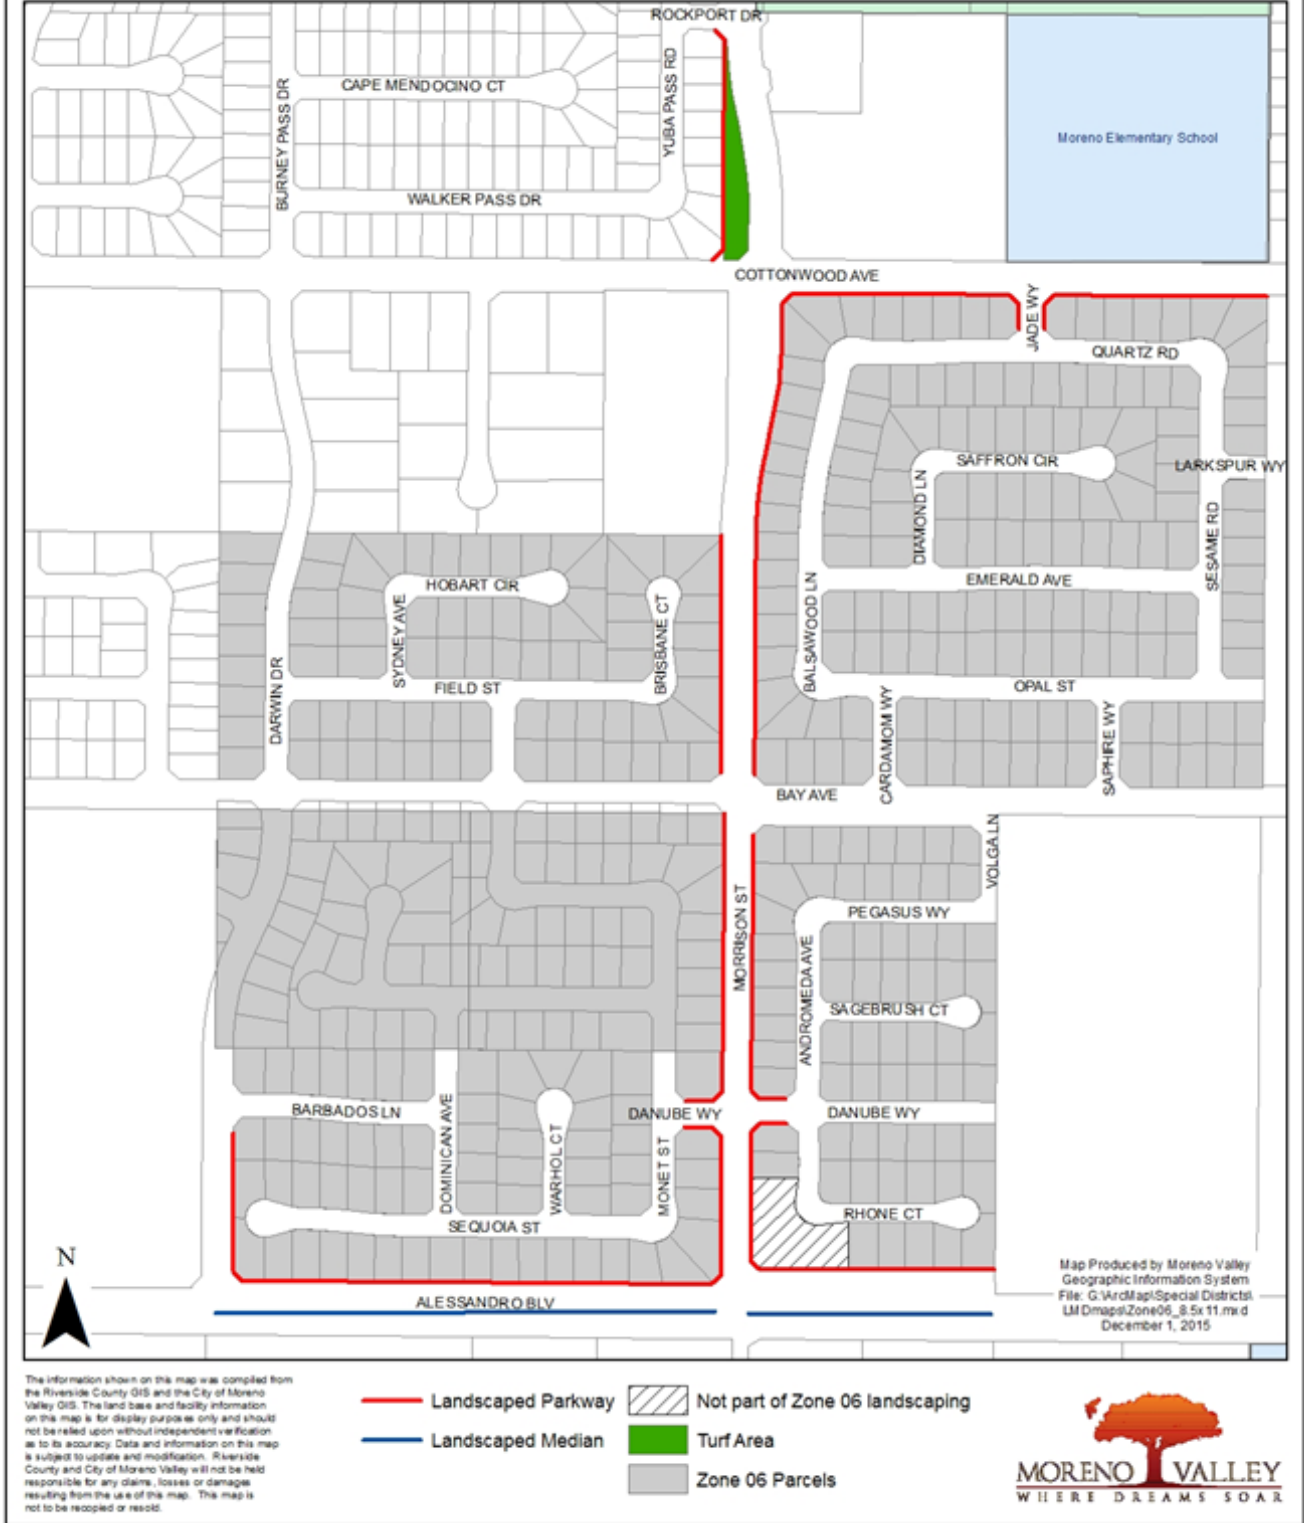 ROCKPORT DR
CAPE MENDOCINO CT
BURNEY PASS DR
YUBA PASS RD
Moreno Elementary School
WALKER PASS DR
COTTONWOOD AVE
JADE WY
QUARTZ RD
SAFFRON CIR
LARKSPUR WY
DIAMOND LN
SESAME RD
HOBART CIR
EMERALD AVE
SYDNEY AVE
BRISBANE CT
BALSAWOOD LN
DARWIN DR
FIELD ST
OPAL ST
CARDAMOM WY
SAPHIRE WY
BAY AVE
VOLGA LN
MORRISON ST
PEGASUS WY
ANDROMEDA AVE
SAGEBRUSH CT
BARBADOS LN
DOMINICAN AVE
DANUBE WY
DANUBE WY
WARHOL CT
MONET ST
SEQUOIA ST
RHONE CT
N
ALESSANDRO BLV
Map Produced by Moreno Valley
Geographic Information System
File: G:\ArcMap\Special Districts\
LMDmaps\Zone06_8.5x11.mxd
December 1, 2015
The information shown on this map was compiled from
the Riverside County GIS and the City of Moreno
Valley GIS. The land base and facility information
on this map is for display purposes only and should
not be relied upon without independent verification
as to its accuracy. Data and information on this map
is subject to update and modification. Riverside
County and City of Moreno Valley will not be held
responsible for any claims, losses or damages
resulting from the use of this map. This map is
not to be recopied or resold.
Landscaped Parkway
Landscaped Median
Not part of Zone 06 landscaping
Turf Area
Zone 06 Parcels
MORENO VALLEY
WHERE DREAMS SOAR